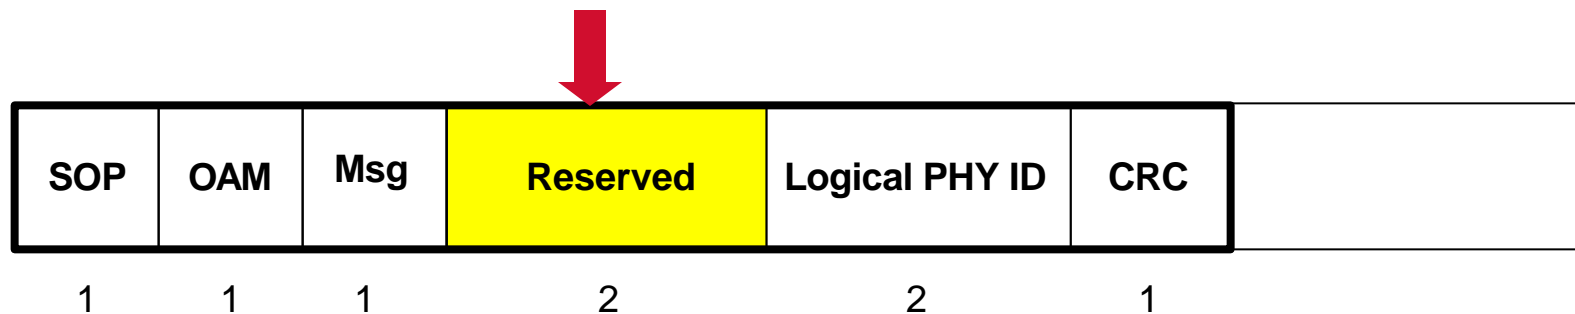 SOP OAM Msg Reserved Logical PHY ID CRC
1 1 1 2 2 1